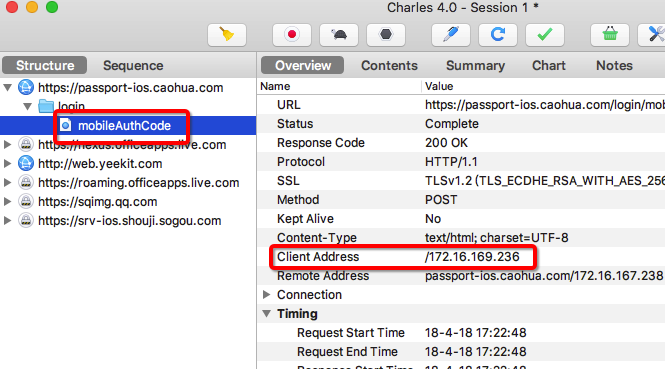 Charles 4.0 - Session 1 *
Structure Sequence
https://passport-ios.caohua.com
login
mobileAuthCode
https://nexus.officeapps.live.com
http://web.yeekit.com
https://roaming.officeapps.live.com
https://sqimg.qq.com
https://srv-ios.shouji.sogou.com
Overview Contents Summary Chart Notes
Name Value
URL https://passport-ios.caohua.com/login/mob
Status Complete
Response Code 200 OK
Protocol HTTP/1.1
SSL TLSv1.2 (TLS_ECDHE_RSA_WITH_AES_256
Method POST
Kept Alive No
Content-Type text/html; charset=UTF-8
Client Address /172.16.169.236
Remote Address passport-ios.caohua.com/172.16.167.238
Connection
Timing
Request Start Time 18-4-18 17:22:48
Request End Time 18-4-18 17:22:48
Response Start Time 18-4-18 17:22:48